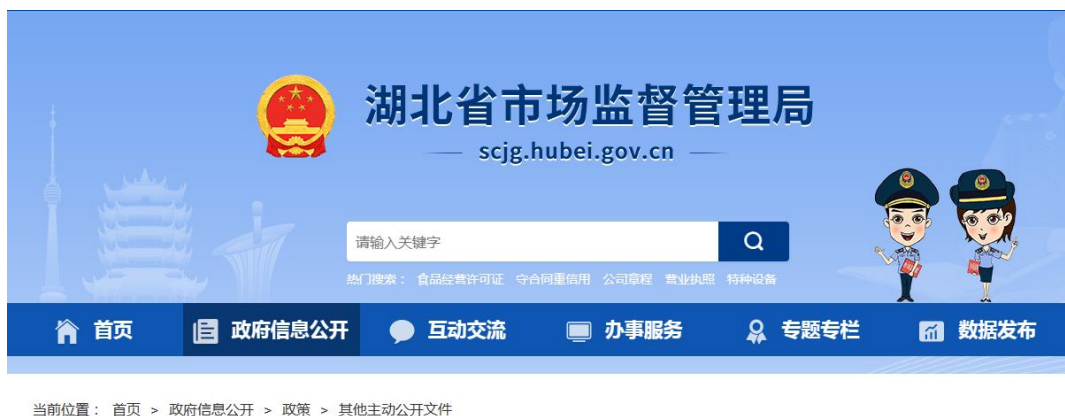 湖北省市场监督管理局
scjg.hubei.gov.cn
请输入关键字
热门搜索： 食品经营许可证 守合同重信用 公司章程 营业执照 特种设备
首页 政府信息公开 互动交流 办事服务 专题专栏 数据发布
当前位置： 首页 > 政府信息公开 > 政策 > 其他主动公开文件